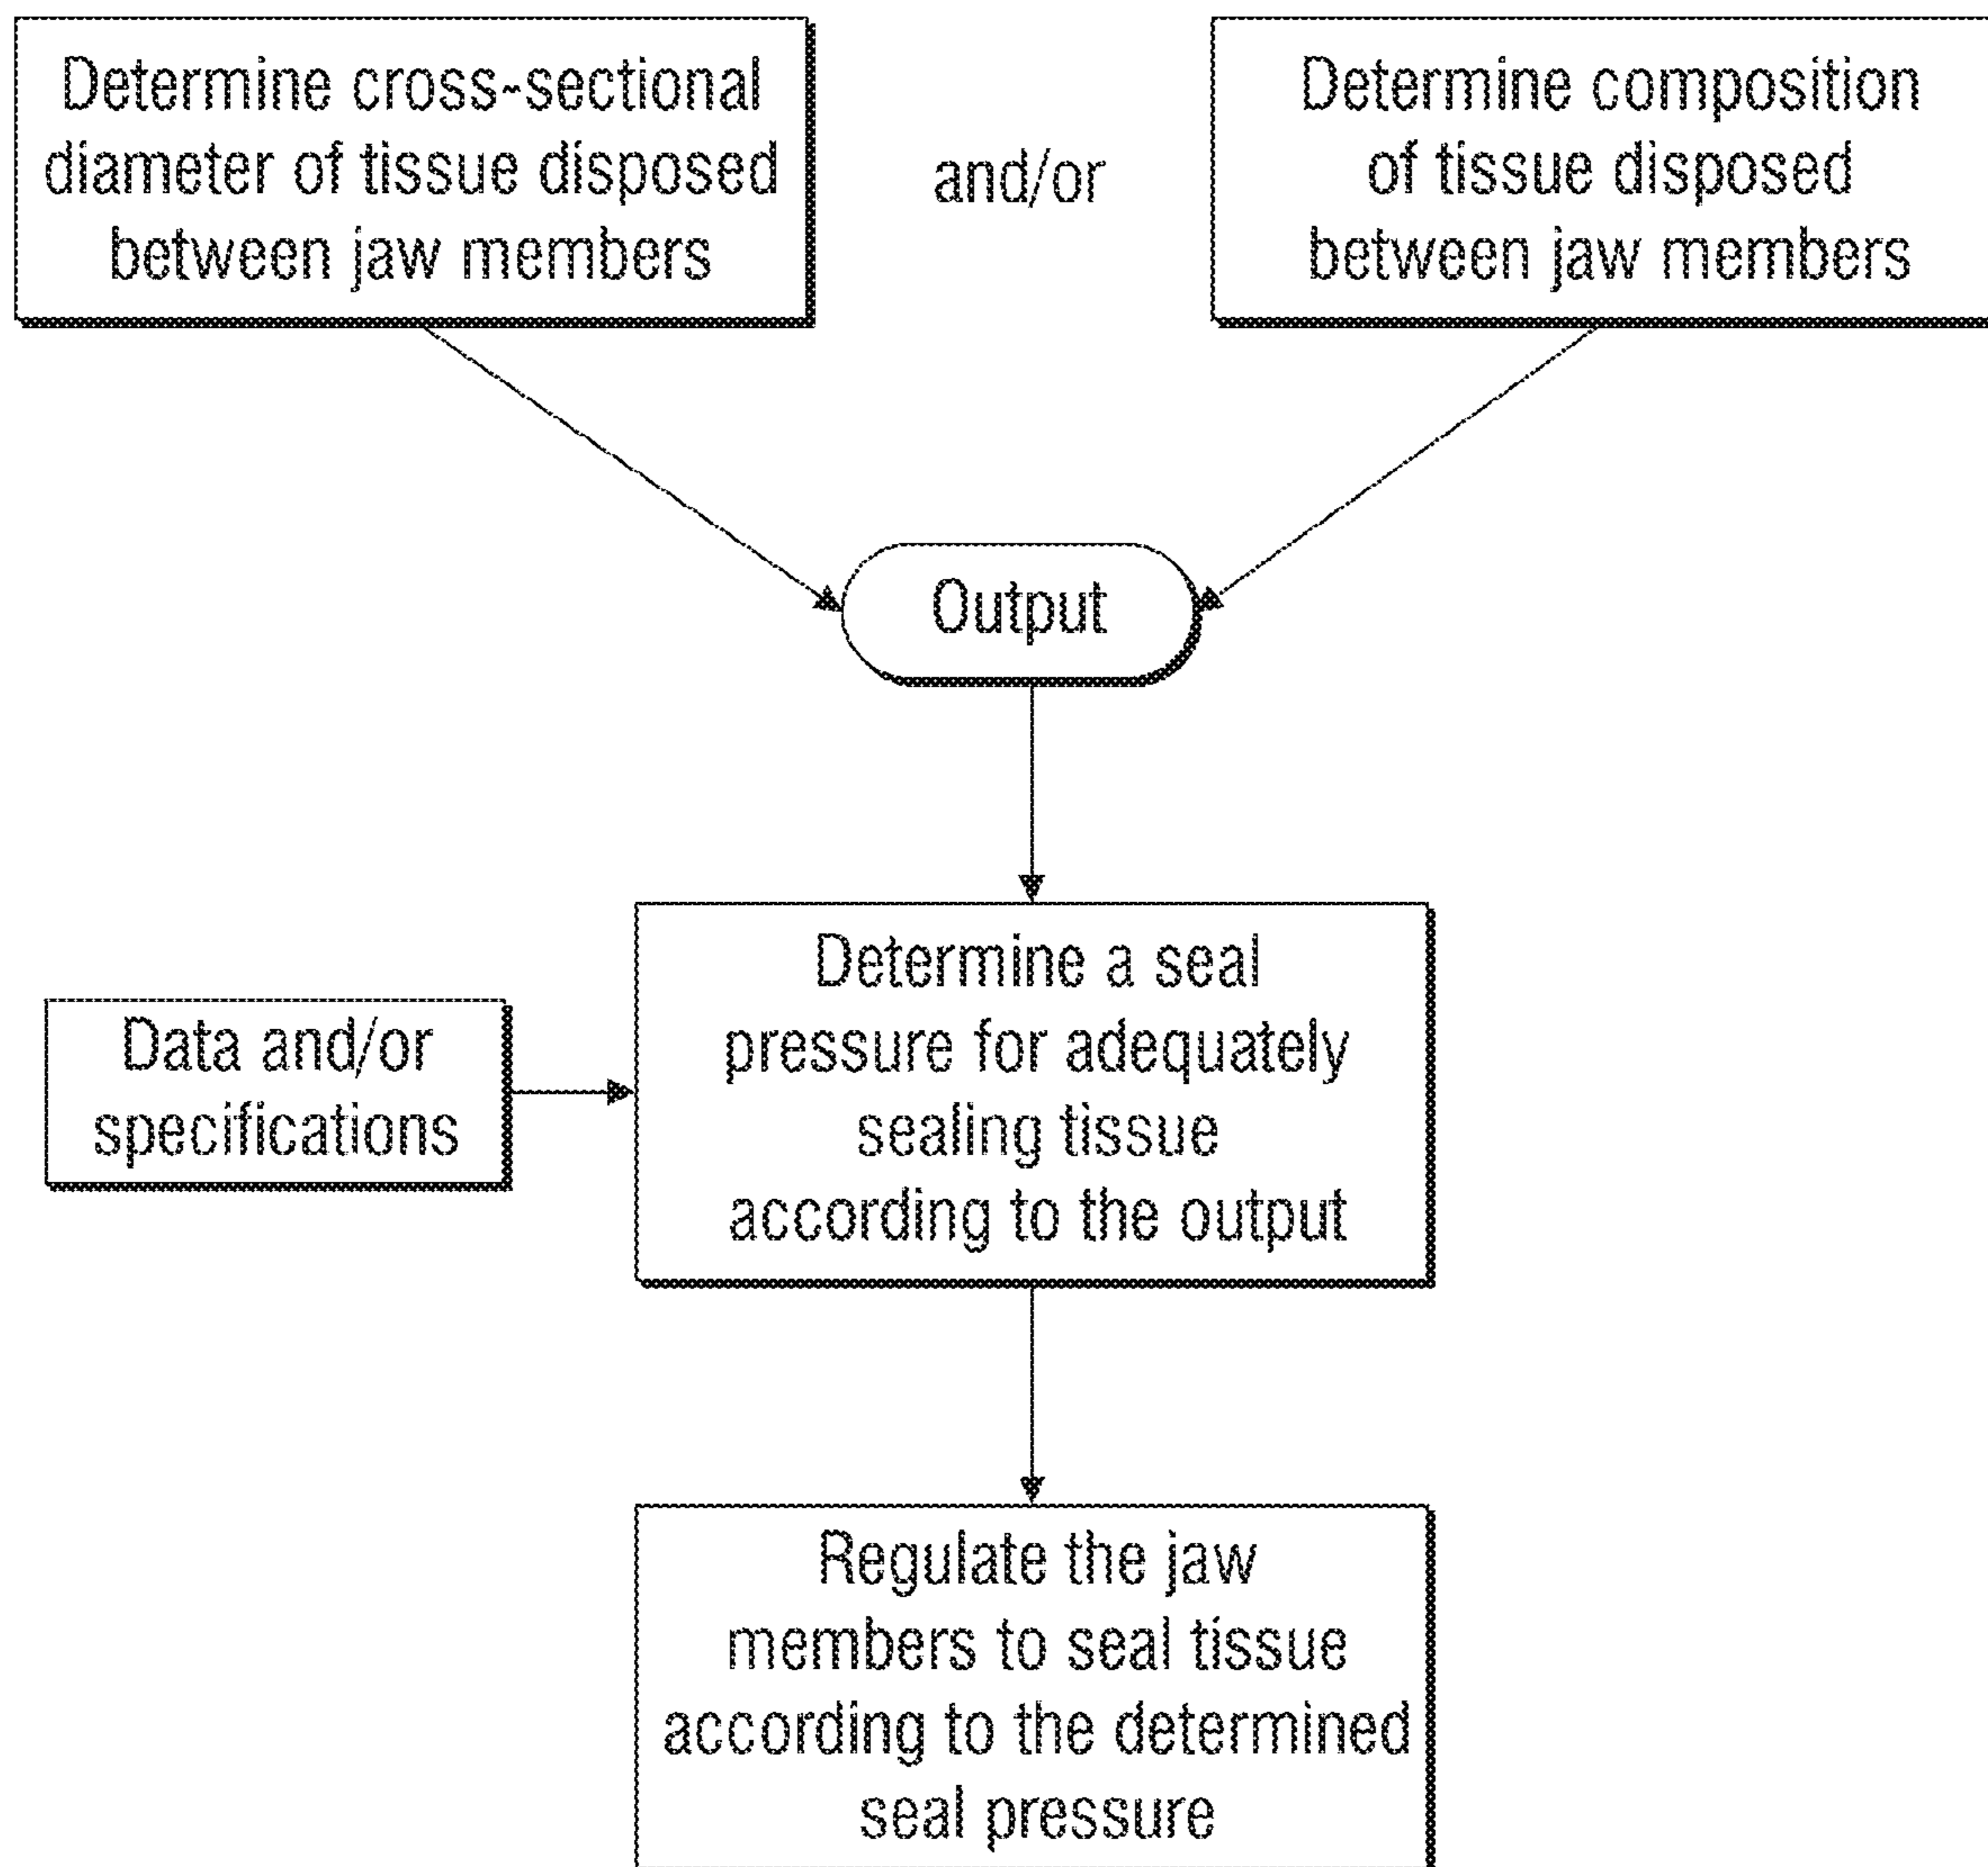 Determine cross-sectional
diameter of tissue disposed
between jaw members
and/or
Determine composition
of tissue disposed
between jaw members
Output
Data and/or
specifications
Determine a seal
pressure for adequately
sealing tissue
according to the output
Regulate the jaw
members to seal tissue
according to the determined
seal pressure